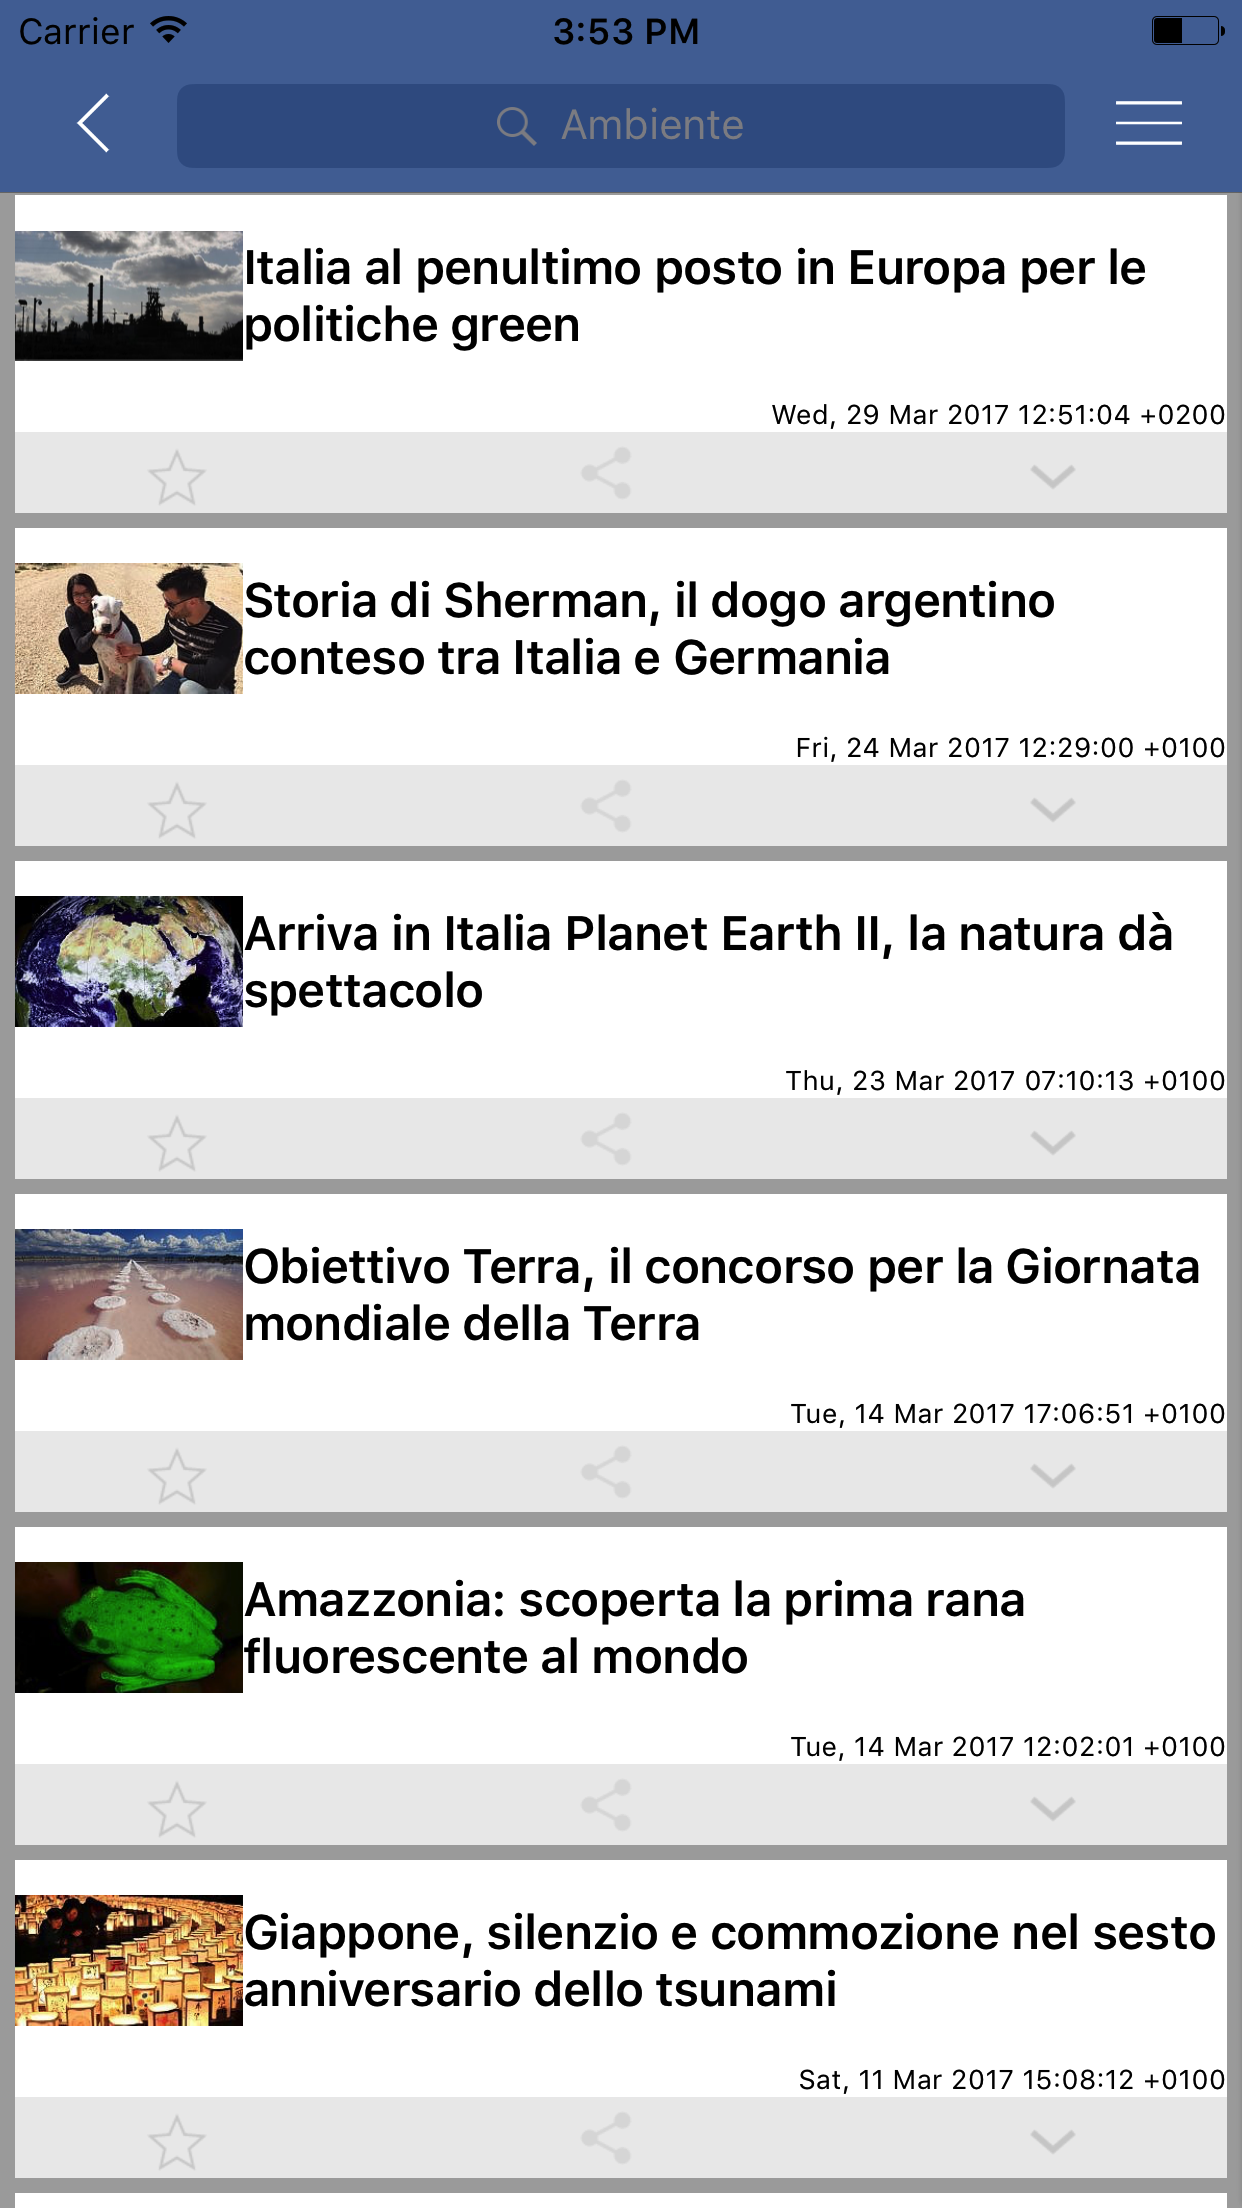 Carrier
3:53 PM
Ambiente
Italia al penultimo posto in Europa per le
politiche green
Wed, 29 Mar 2017 12:51:04 +0200
Storia di Sherman, il dogo argentino
conteso tra Italia e Germania
Fri, 24 Mar 2017 12:29:00 +0100
Arriva in Italia Planet Earth II, la natura dà
spettacolo
Thu, 23 Mar 2017 07:10:13 +0100
Obiettivo Terra, il concorso per la Giornata
mondiale della Terra
Tue, 14 Mar 2017 17:06:51 +0100
Amazzonia: scoperta la prima rana
fluorescente al mondo
Tue, 14 Mar 2017 12:02:01 +0100
Giappone, silenzio e commozione nel sesto
anniversario dello tsunami
Sat, 11 Mar 2017 15:08:12 +0100